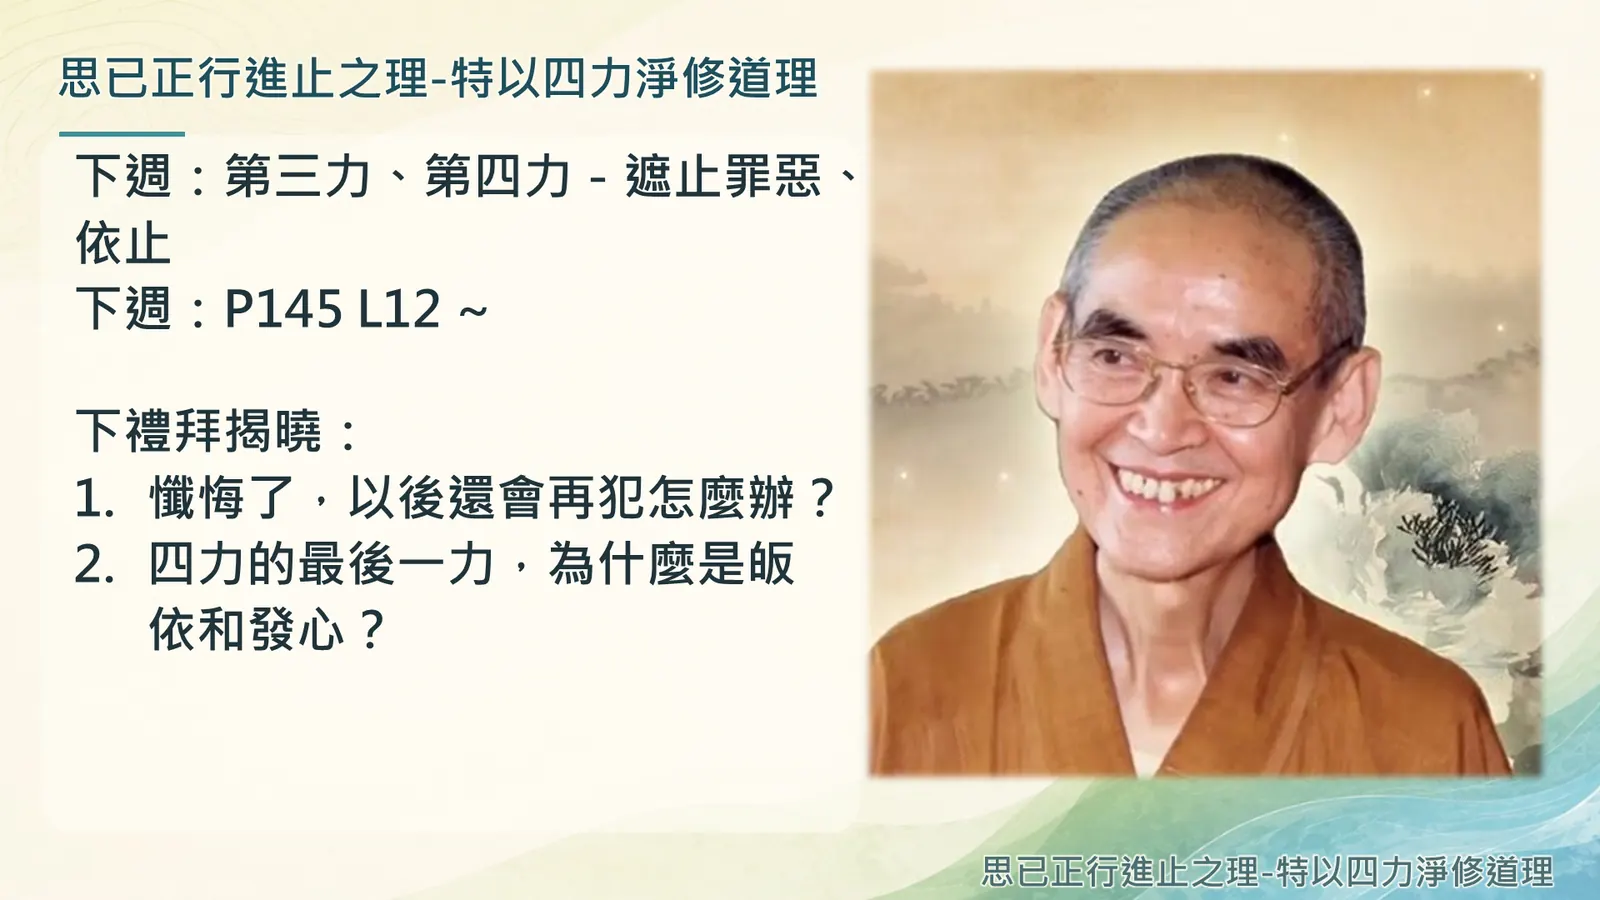 思已正行進止之理-特以四力淨修道理
下週：第三力、第四力 - 遮止罪惡、
依止
下週：P145 L12 ~
下禮拜揭曉：
1. 懺悔了，以後還會再犯怎麼辦？
2. 四力的最後一力，為什麼是皈
依和發心？
思已正行進止之理-特以四力淨修道理